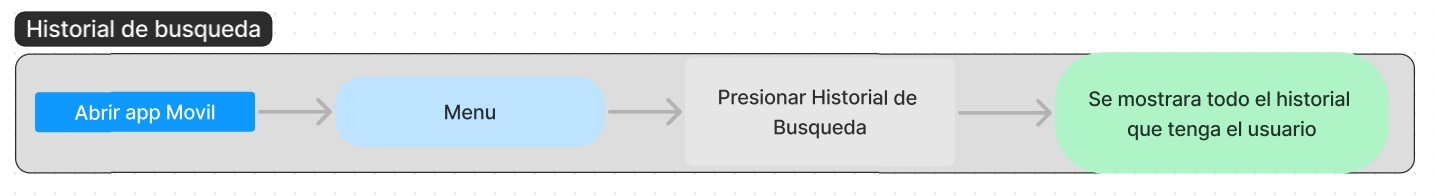 Historial de busqueda
Abrir app Movil
Menu
Presionar Historial de
Busqueda
Se mostrara todo el historial
que tenga el usuario